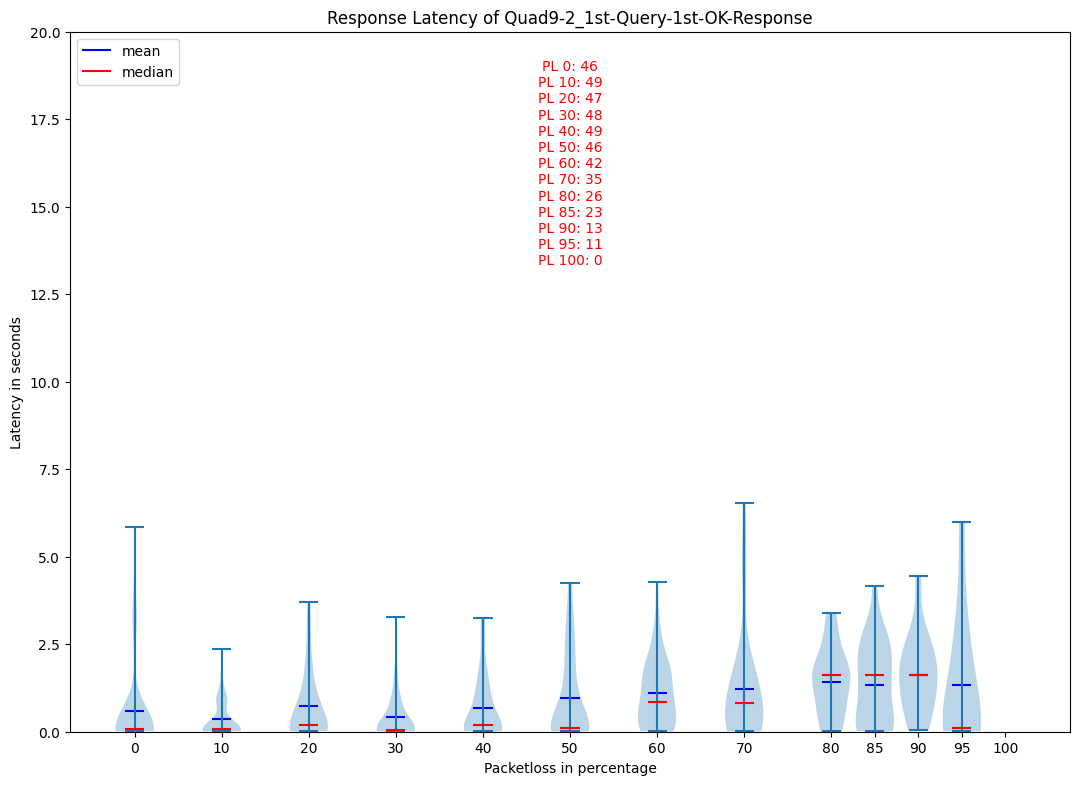 Response Latency of Quad9-2_1st-Query-1st-OK-Response
mean
median
PL 0: 46
PL 10: 49
PL 20: 47
PL 30: 48
PL 40: 49
PL 50: 46
PL 60: 42
PL 70: 35
PL 80: 26
PL 85: 23
PL 90: 13
PL 95: 11
PL 100: 0
Latency in seconds
20.0
17.5
15.0
12.5
10.0
7.5
5.0
2.5
0.0
0 10 20 30 40 50 60 70 80 85 90 95 100
Packetloss in percentage